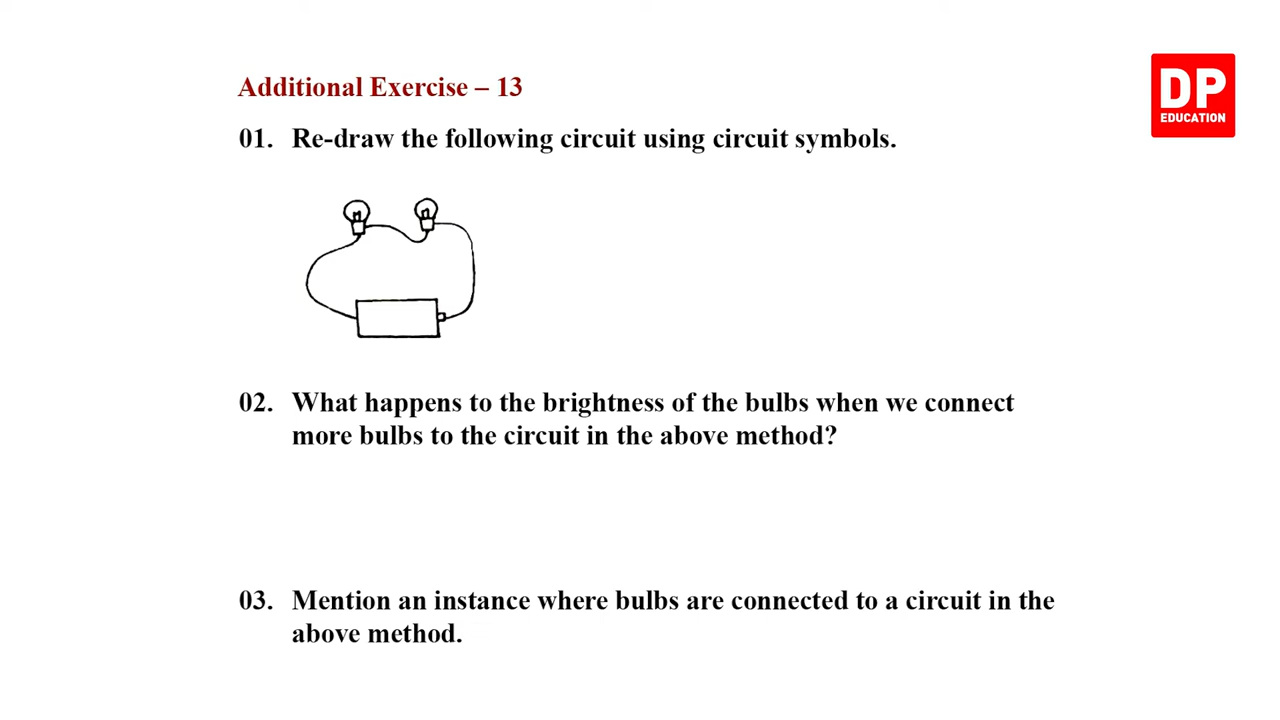 Additional Exercise – 13
DP
EDUCATION
01. Re-draw the following circuit using circuit symbols.
02. What happens to the brightness of the bulbs when we connect
more bulbs to the circuit in the above method?
03. Mention an instance where bulbs are connected to a circuit in the
above method.